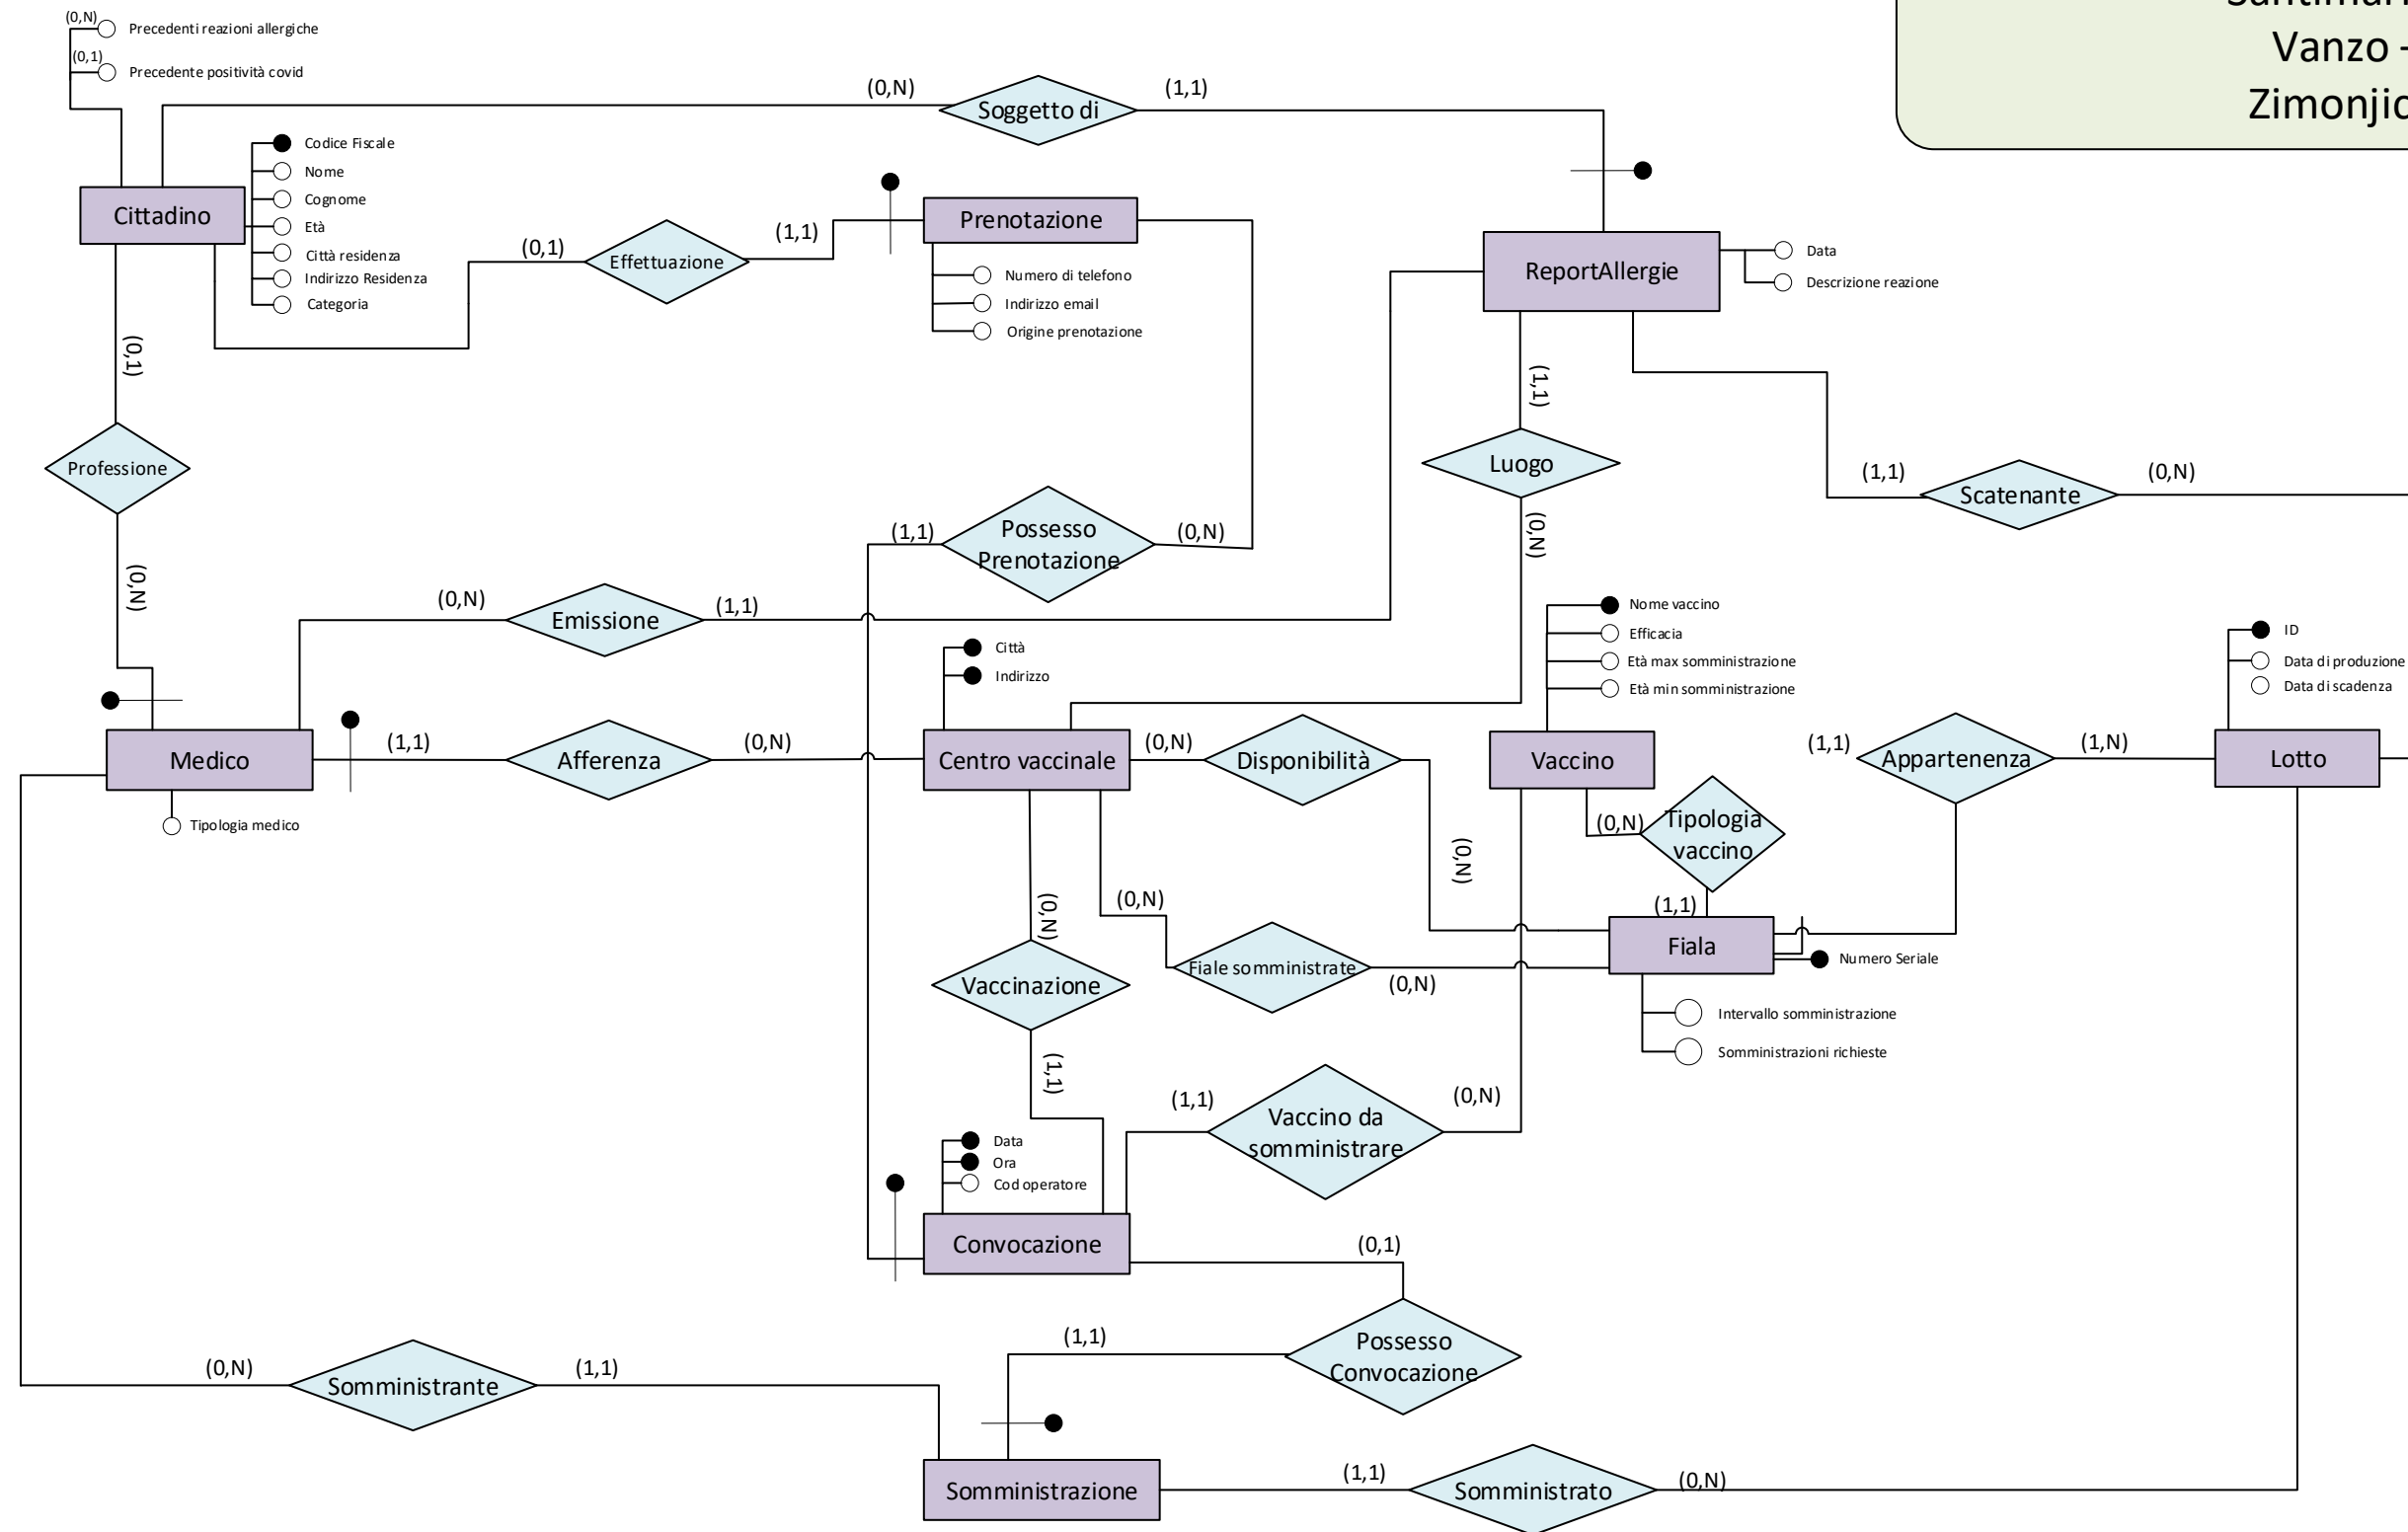 (0,N)
Precedenti reazioni allergiche
(0,1)
Precedente positività covid
Vanzo -
(0,N)
Soggetto di
(1,1)
Codice Fiscale
Nome
Cognome
Età
Città residenza
Indirizzo Residenza
Categoria
Cittadino
(0,1)
Effettuazione
(1,1)
Prenotazione
Numero di telefono
Indirizzo email
Origine prenotazione
ReportAllergie
Data
Descrizione reazione
(0,1)
Professione
(0,N)
(1,1)
Luogo
(0,N)
(1,1)
Scatenante
(0,N)
(1,1)
Possesso
Prenotazione
(0,N)
(0,N)
Emissione
(1,1)
Città
Indirizzo
Nome vaccino
Efficacia
Età max somministrazione
Età min somministrazione
ID
Data di produzione
Data di scadenza
Medico
Tipologia medico
(1,1)
Afferenza
(0,N)
Centro vaccinale
(0,N)
Disponibilità
(0,N)
Vaccino
(0,N)
Tipologia
vaccino
(1,1)
(1,1)
Appartenenza
(1,N)
Lotto
(0,N)
Vaccinazione
(1,1)
(0,N)
Fiale somministrate
(0,N)
Fiala
Numero Seriale
Intervallo somministrazione
Somministrazioni richieste
(1,1)
Vaccino da
somministrare
(0,N)
Data
Ora
Cod operatore
Convocazione
(0,1)
Possesso
Convocazione
(1,1)
(0,N)
Somministrante
(1,1)
Somministrazione
(1,1)
Somministrato
(0,N)